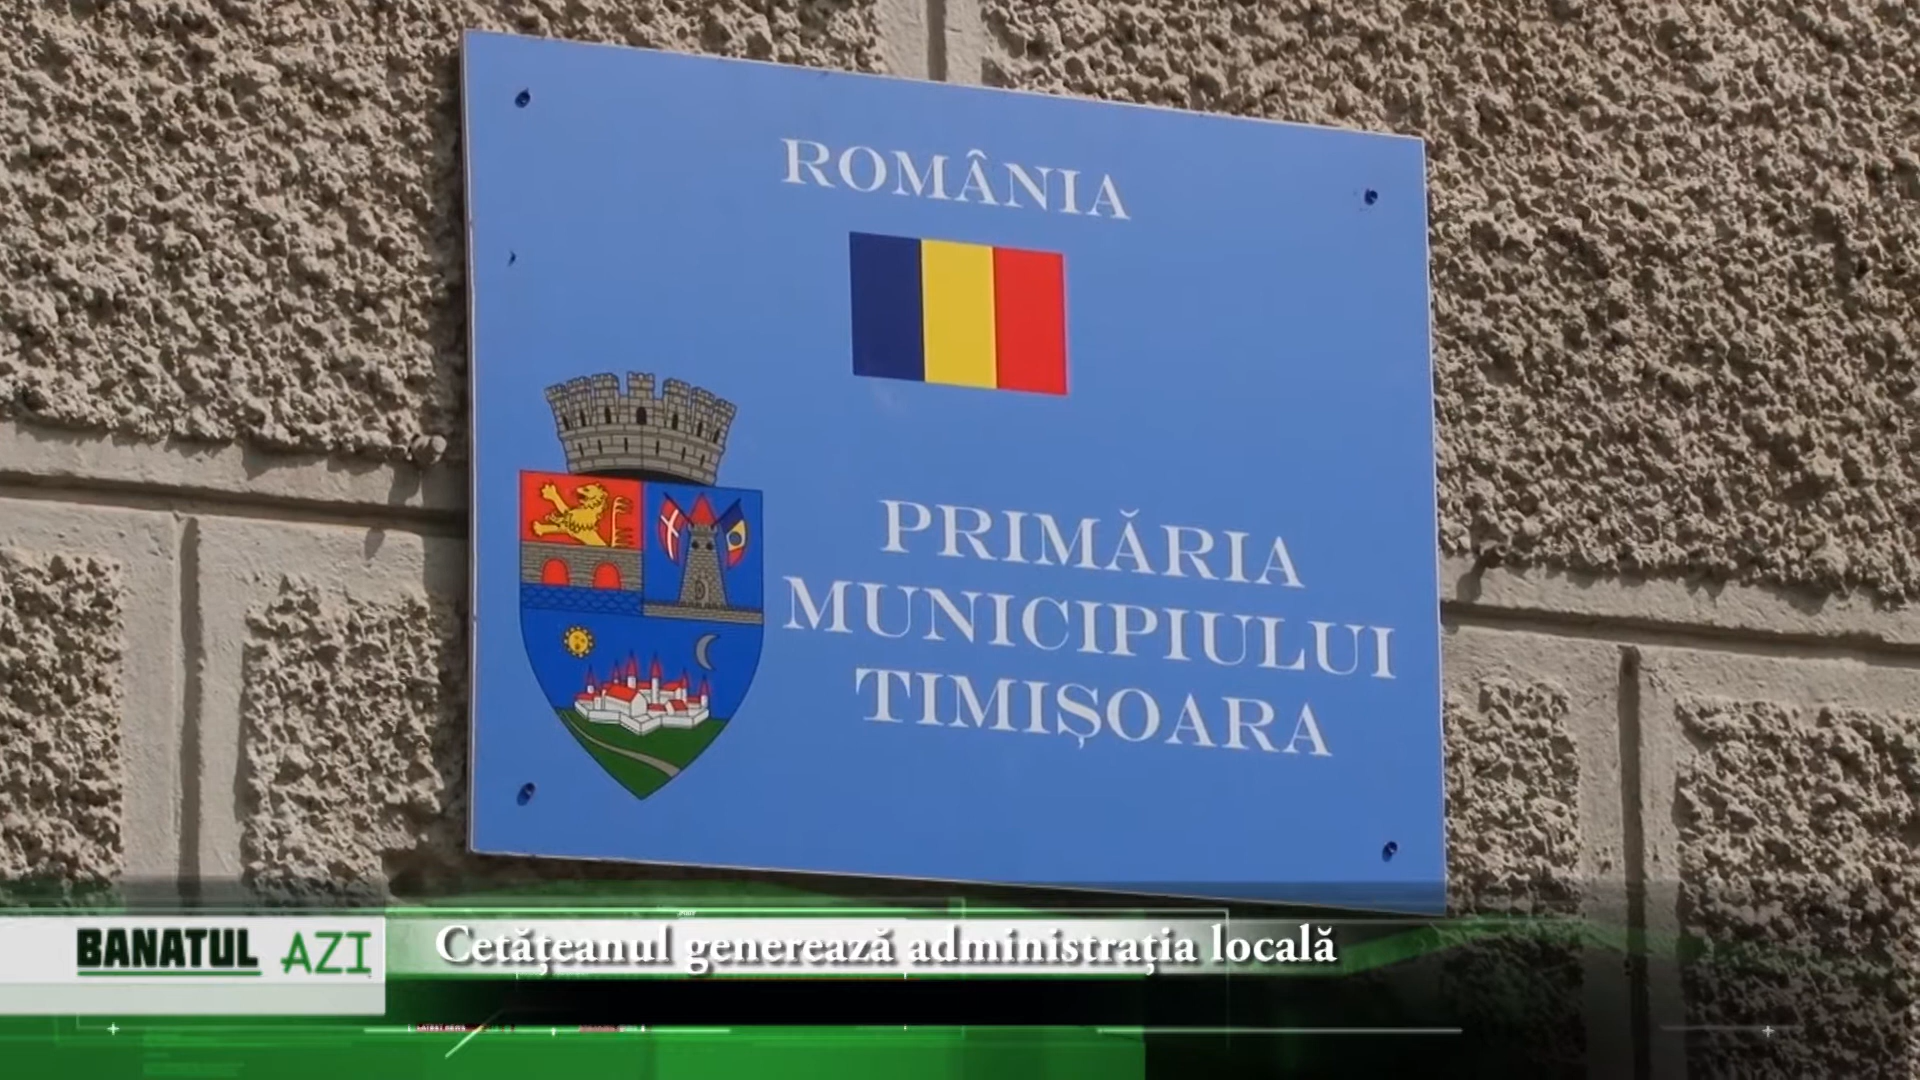 ROMÂNIA
PRIMĂRIA
MUNICIPIULUI
TIMIȘOARA
BANATUL AZI
Cetățeanul generează administrația locală